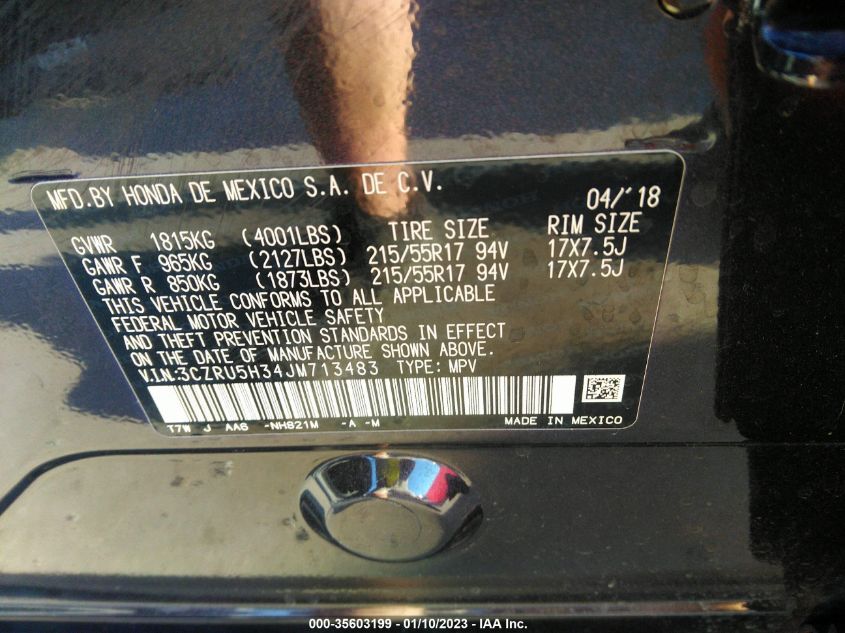 MFD.BY HONDA DE MEXICO S.A. DE C.V. 04/'18
GVWR 1815KG (4001LBS) TIRE SIZE RIM SIZE
GAWR F 965KG (2127LBS) 215/55R17 94V 17X7.5J
GAWR R 850KG (1873LBS) 215/55R17 94V 17X7.5J
THIS VEHICLE CONFORMS TO ALL APPLICABLE
FEDERAL MOTOR VEHICLE SAFETY
AND THEFT PREVENTION STANDARDS IN EFFECT
ON THE DATE OF MANUFACTURE SHOWN ABOVE.
V.I.N:3CZRU5H34JM713483 TYPE: MPV
T7W J AA6 -NH821M -A -M MADE IN MEXICO
000-35603199 — 01/10/2023 — IAA Inc.